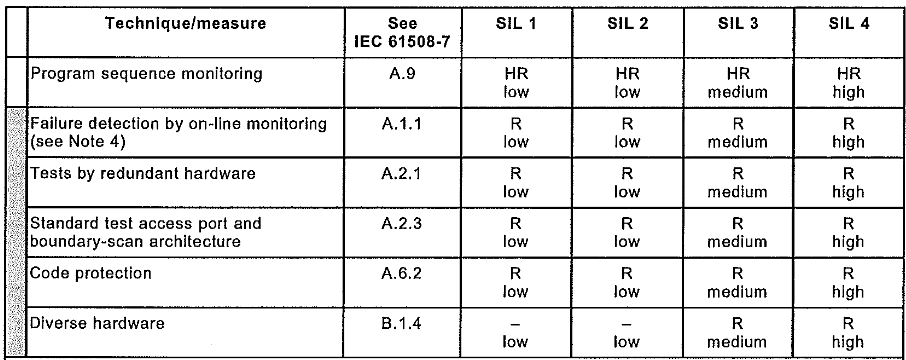 Technique/measure See IEC 61508-7 SIL 1 SIL 2 SIL 3 SIL 4
Program sequence monitoring A.9 HR low HR low HR medium HR high
Failure detection by on-line monitoring (see Note 4) A.1.1 R low R low R medium R high
Tests by redundant hardware A.2.1 R low R low R medium R high
Standard test access port and boundary-scan architecture A.2.3 R low R low R medium R high
Code protection A.6.2 R low R low R medium R high
Diverse hardware B.1.4 – low – low R medium R high